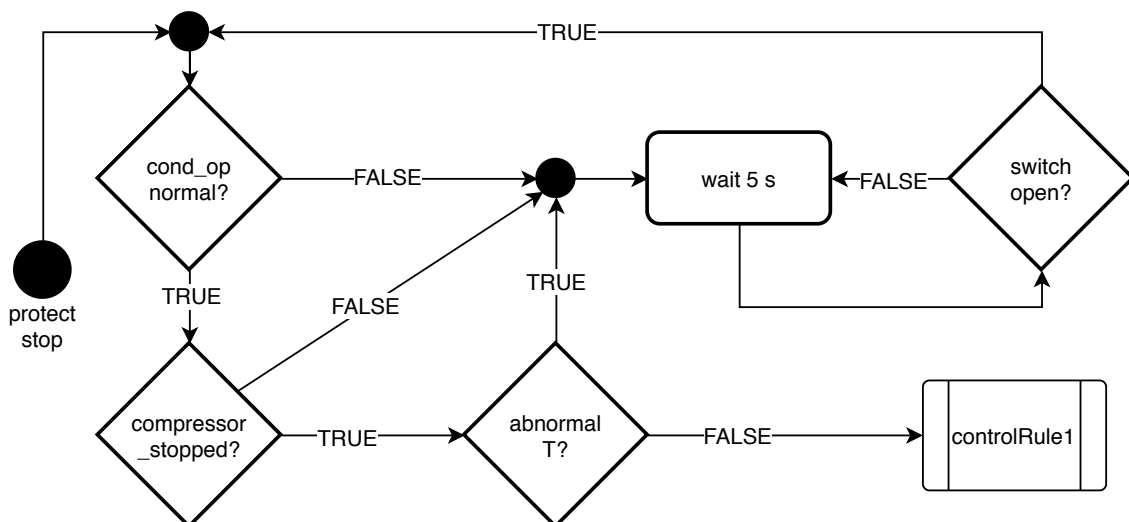 TRUE
cond_op
normal?
FALSE
wait 5 s
FALSE
switch
open?
protect
stop
TRUE
FALSE
TRUE
compressor
_stopped?
TRUE
abnormal
T?
FALSE
controlRule1